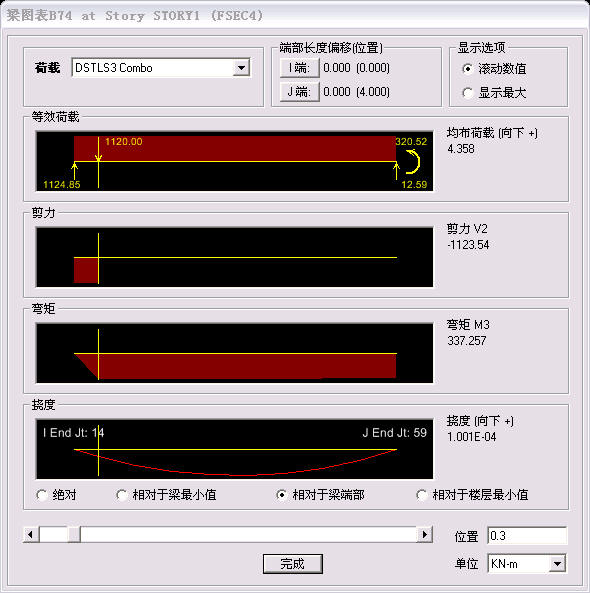 梁图表B74 at Story STORY1 (FSEC4)
荷载
DSTLS3 Combo
端部长度偏移(位置)
I 端:
0.000 (0.000)
J 端:
0.000 (4.000)
显示选项
滚动数值
显示最大
等效荷载
1120.00
320.52
1124.85
12.59
均布荷载 (向下 +)
4.358
剪力
剪力 V2
-1123.54
弯矩
弯矩 M3
337.257
挠度
I End Jt: 14
J End Jt: 59
挠度 (向下 +)
1.001E-04
绝对
相对于梁最小值
相对于梁端部
相对于楼层最小值
位置
0.3
完成
单位
KN-m